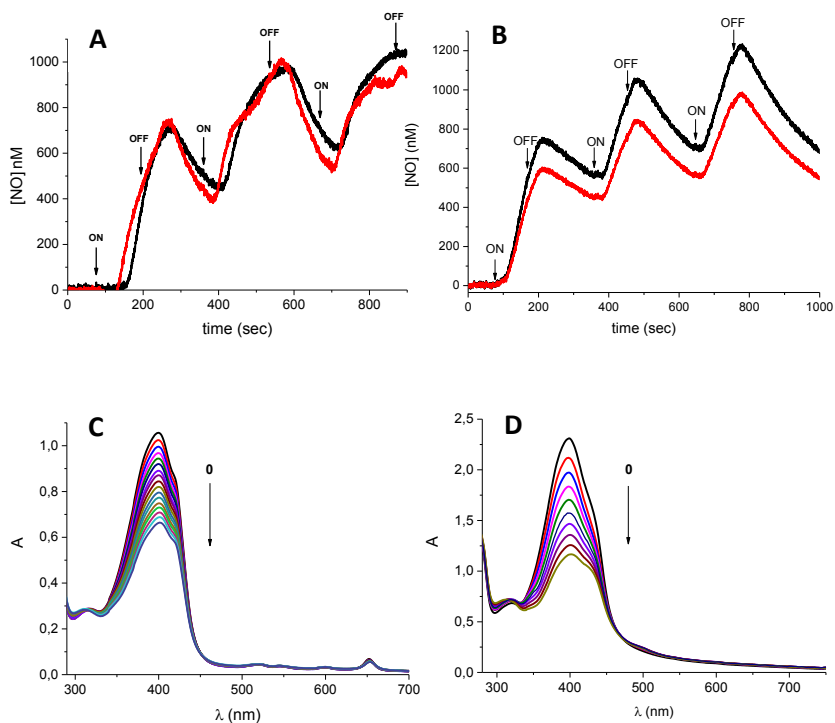 A
[NO] nM
1000
800
600
400
200
0
ON
OFF
ON
OFF
ON
OFF
0 200 400 600 800
time (sec)
B
[NO] (nM)
1200
1000
800
600
400
200
0
ON
OFF
ON
OFF
ON
OFF
0 200 400 600 800 1000
time (sec)
C
A
1,0
0,8
0,6
0,4
0,2
0,0
0
300 400 500 600 700
λ (nm)
D
A
2,5
2,0
1,5
1,0
0,5
0,0
0
300 400 500 600 700
λ (nm)